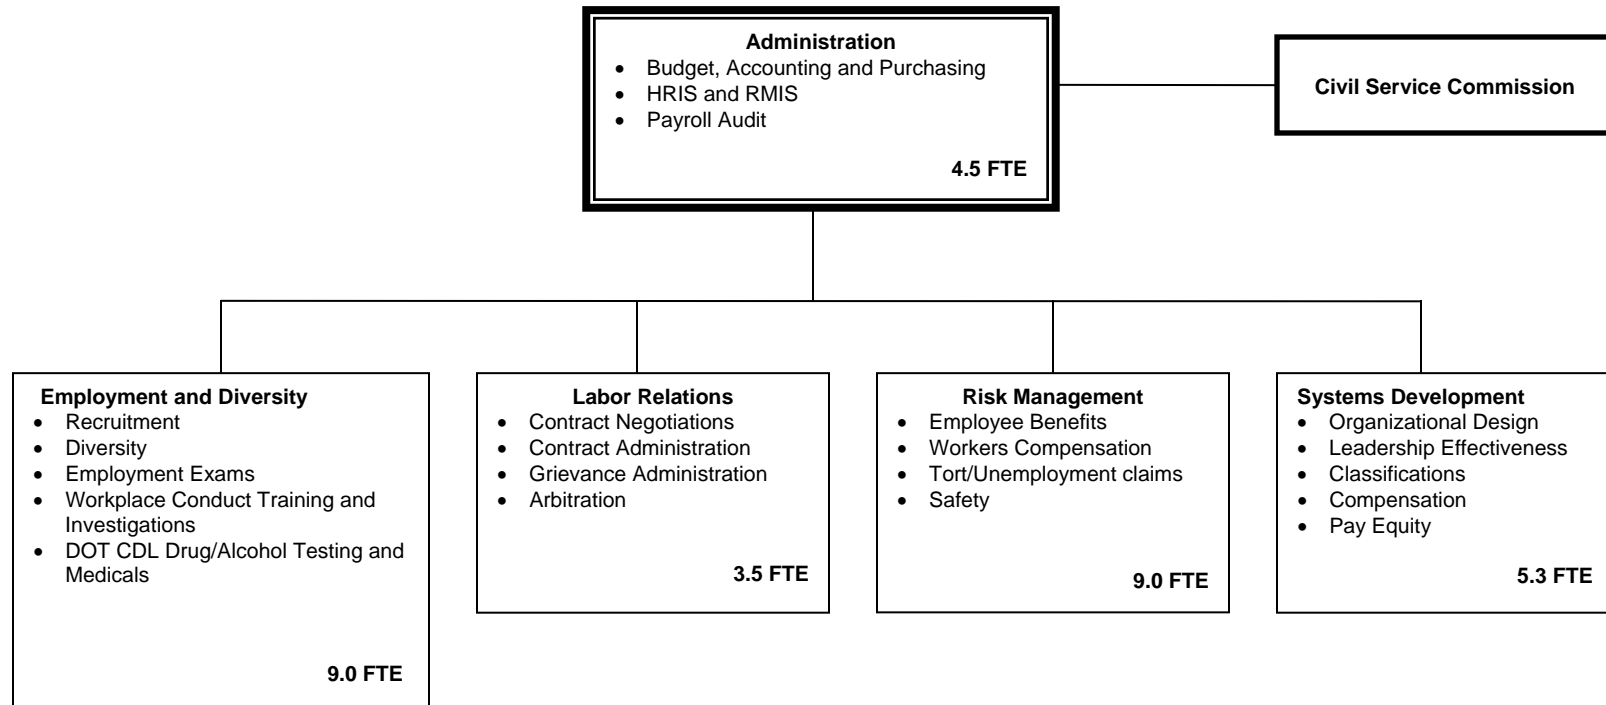 Administration
• Budget, Accounting and Purchasing
• HRIS and RMIS
• Payroll Audit
4.5 FTE
Civil Service Commission
Employment and Diversity
• Recruitment
• Diversity
• Employment Exams
• Workplace Conduct Training and
Investigations
• DOT CDL Drug/Alcohol Testing and
Medicals
9.0 FTE
Labor Relations
• Contract Negotiations
• Contract Administration
• Grievance Administration
• Arbitration
3.5 FTE
Risk Management
• Employee Benefits
• Workers Compensation
• Tort/Unemployment claims
• Safety
9.0 FTE
Systems Development
• Organizational Design
• Leadership Effectiveness
• Classifications
• Compensation
• Pay Equity
5.3 FTE